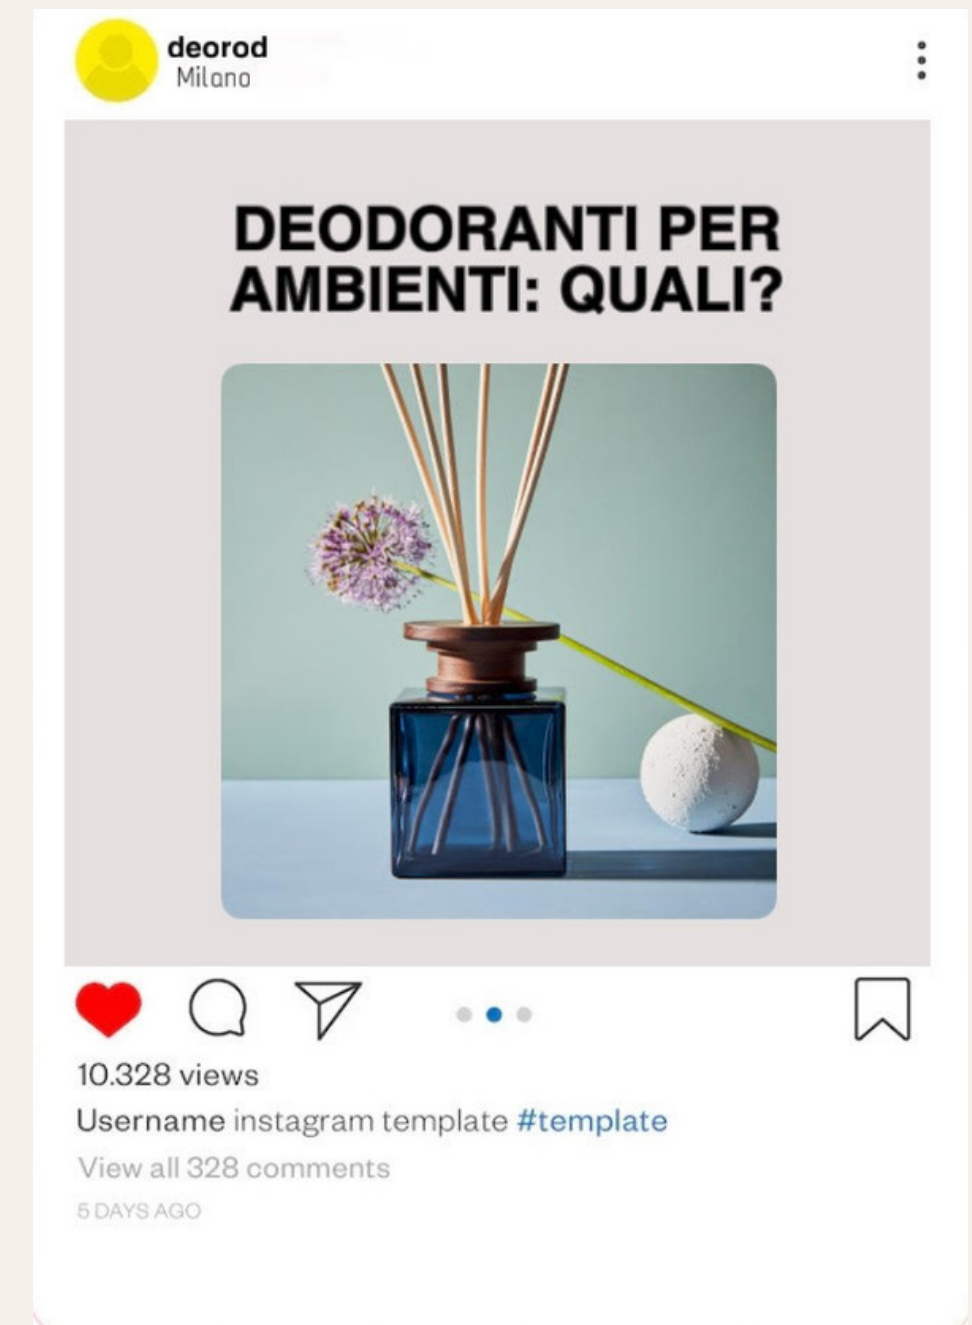 deorod
Milano
DEODORANTI PER
AMBIENTI: QUALI?
10.328 views
Username instagram template #template
View all 328 comments
5 DAYS AGO